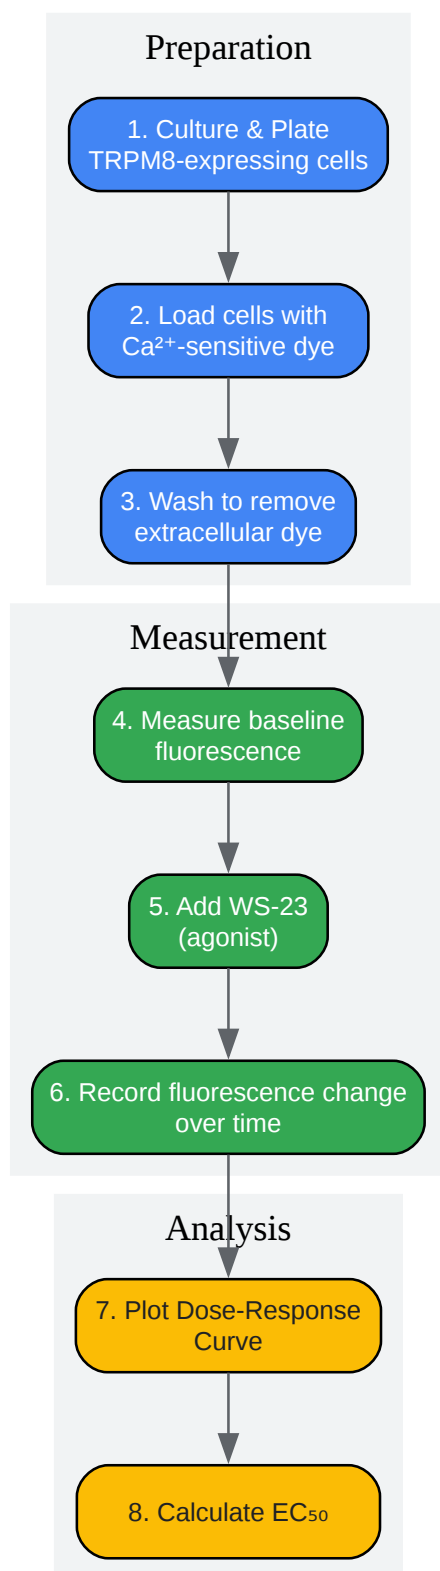 Preparation
1. Culture & Plate
TRPM8-expressing cells
2. Load cells with
Ca²⁺-sensitive dye
3. Wash to remove
extracellular dye
Measurement
4. Measure baseline
fluorescence
5. Add WS-23
(agonist)
6. Record fluorescence change
over time
Analysis
7. Plot Dose-Response
Curve
8. Calculate EC₅₀